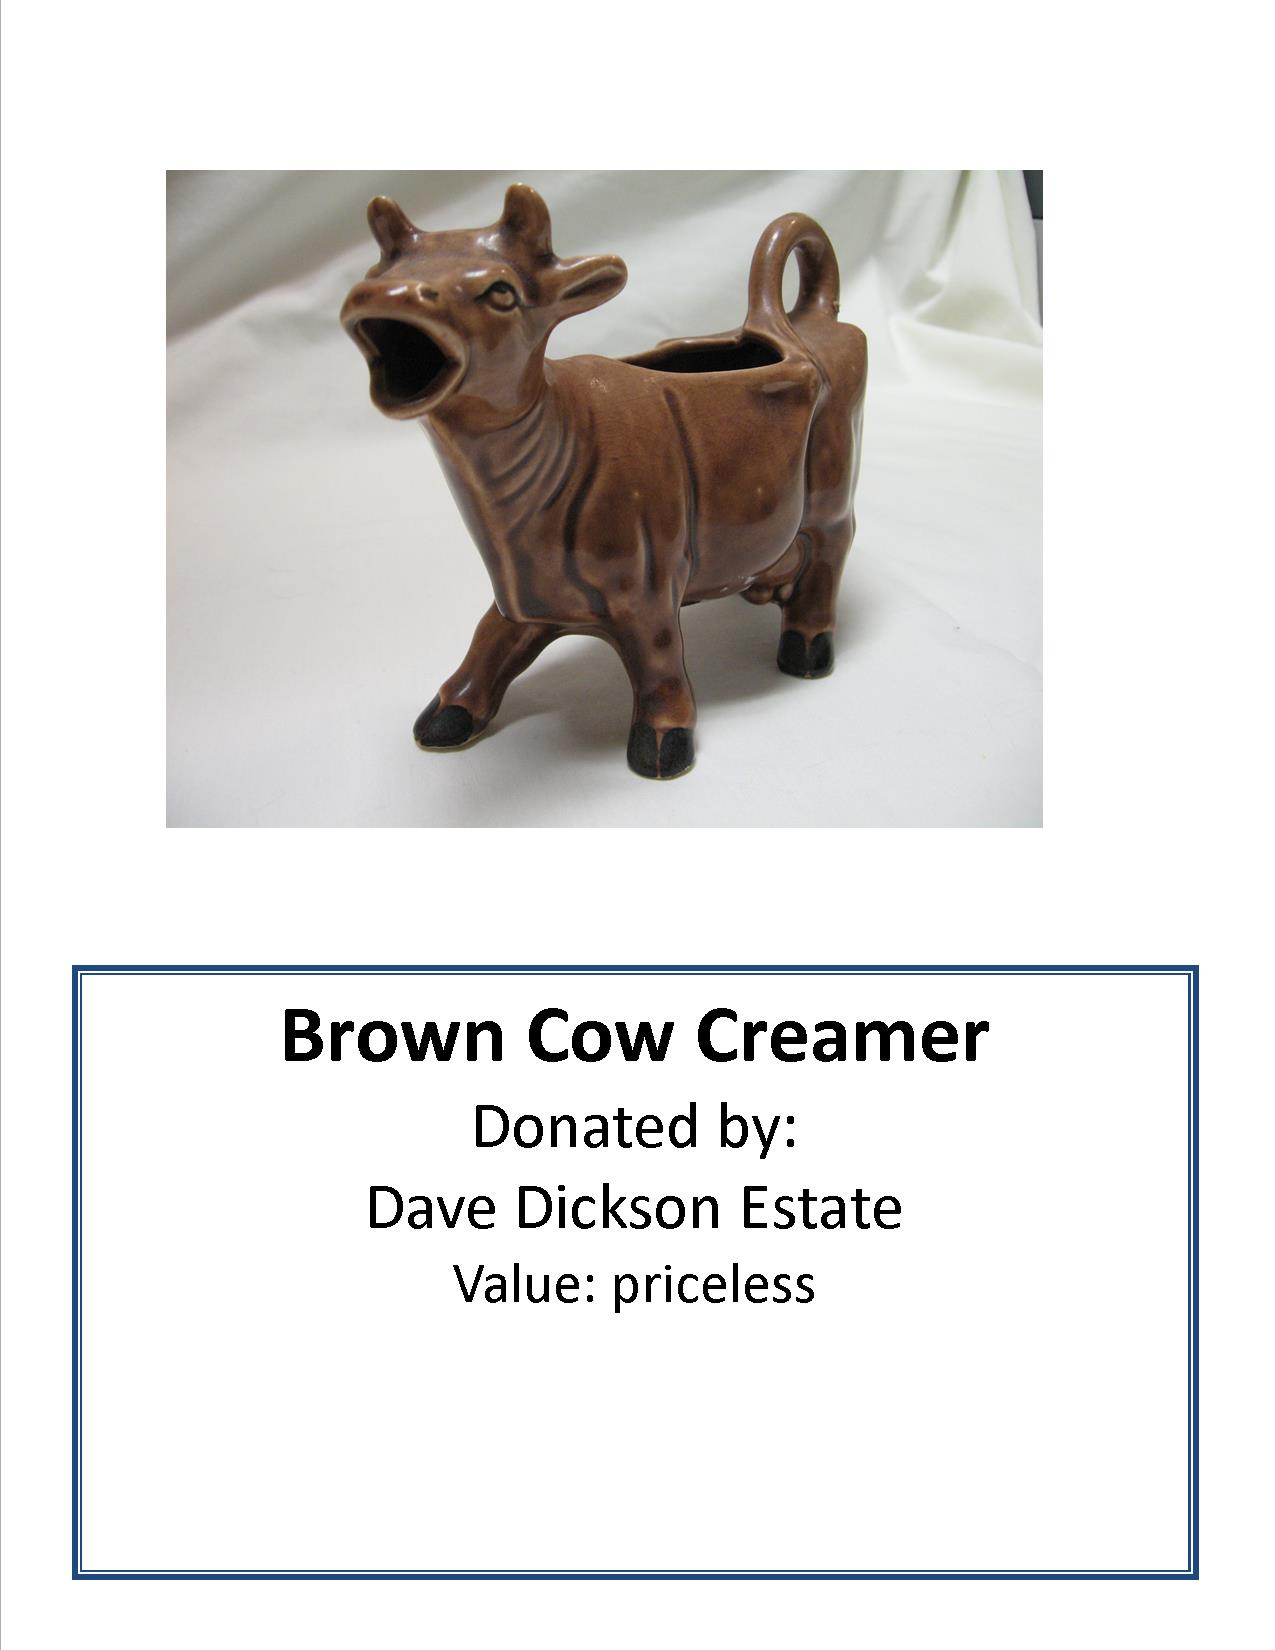 Brown Cow Creamer
Donated by:
Dave Dickson Estate
Value: priceless